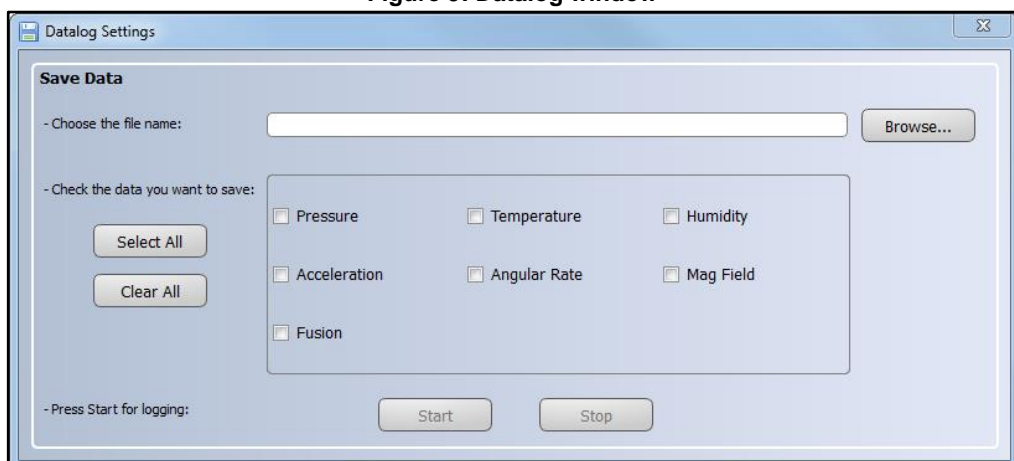 Figure 5. Datalog window
Datalog Settings
Save Data
- Choose the file name:
Browse...
- Check the data you want to save:
Select All
Clear All
Pressure
Temperature
Humidity
Acceleration
Angular Rate
Mag Field
Fusion
- Press Start for logging:
Start
Stop